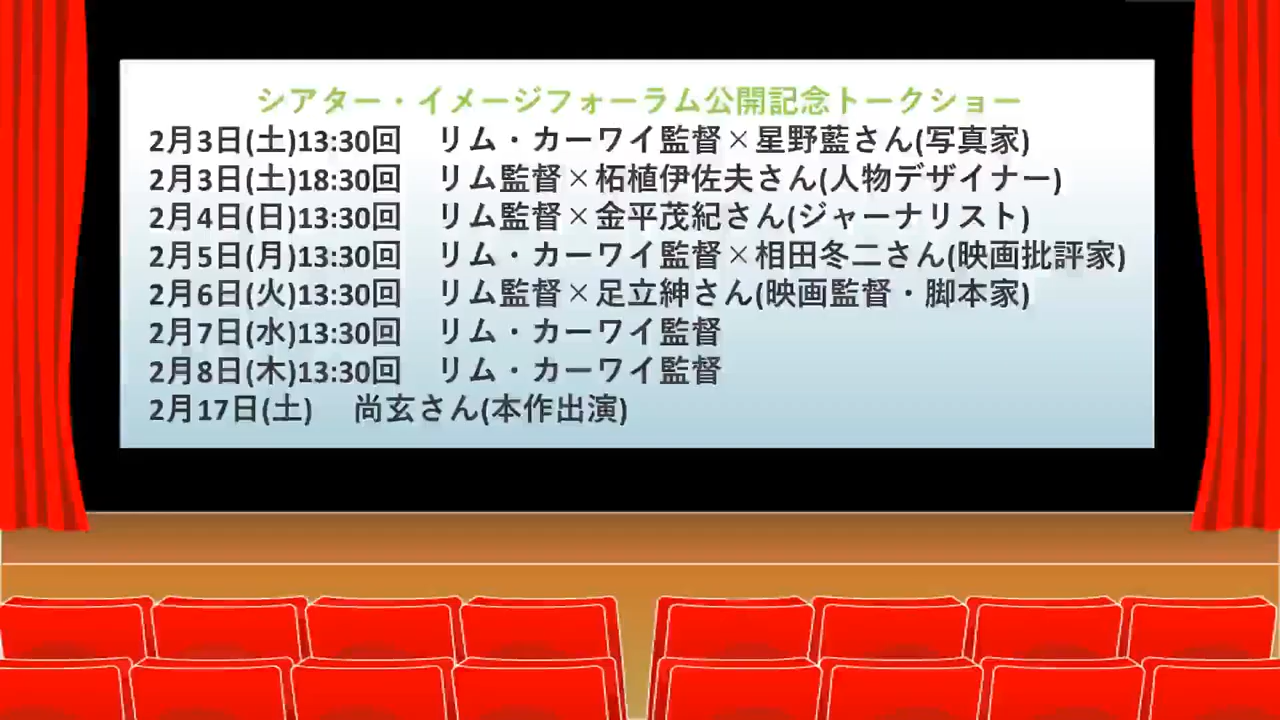 シアター・イメージフォーラム公開記念トークショー
2月3日(土)13:30回　リム・カーワイ監督×星野藍さん(写真家)
2月3日(土)18:30回　リム監督×柘植伊佐夫さん(人物デザイナー)
2月4日(日)13:30回　リム監督×金平茂紀さん(ジャーナリスト)
2月5日(月)13:30回　リム・カーワイ監督×相田冬二さん(映画批評家)
2月6日(火)13:30回　リム監督×足立紳さん(映画監督・脚本家)
2月7日(水)13:30回　リム・カーワイ監督
2月8日(木)13:30回　リム・カーワイ監督
2月17日(土)　尚玄さん(本作出演)